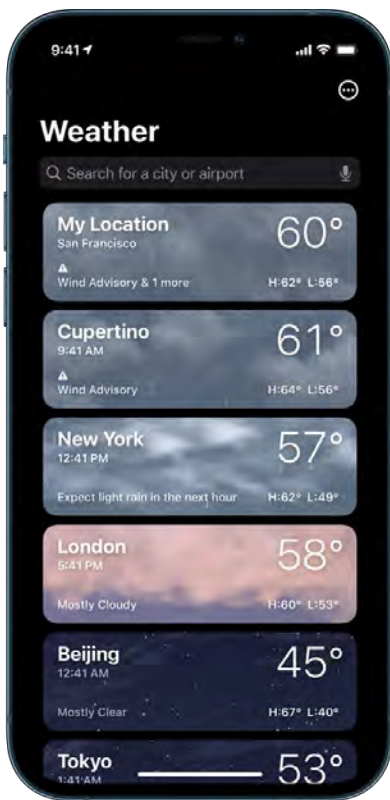 9:41
Weather
Search for a city or airport
My Location
60°
San Francisco
Wind Advisory & 1 more
H:62° L:56°
Cupertino
61°
9:41 AM
Wind Advisory
H:64° L:56°
New York
57°
12:41 PM
Expect light rain in the next hour
H:62° L:49°
London
58°
5:41 PM
Mostly Cloudy
H:60° L:53°
Beijing
45°
12:41 AM
Mostly Clear
H:67° L:40°
Tokyo
53°
1:41 AM